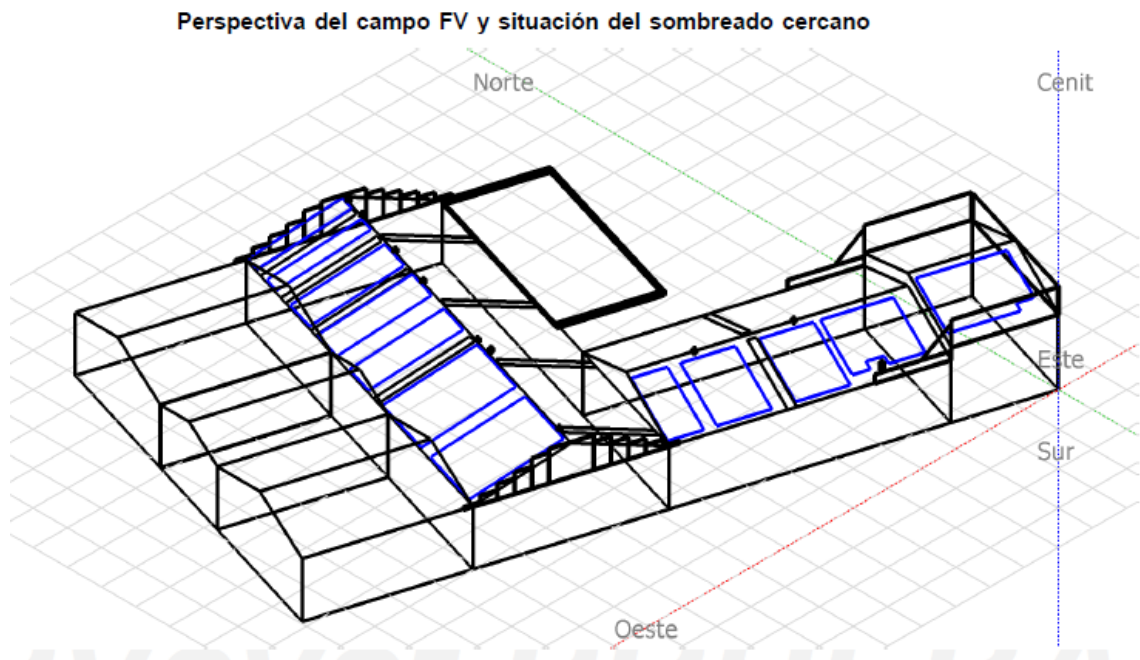 Perspectiva del campo FV y situación del sombreado cercano
Norte
Cenit
Este
Sur
Oeste